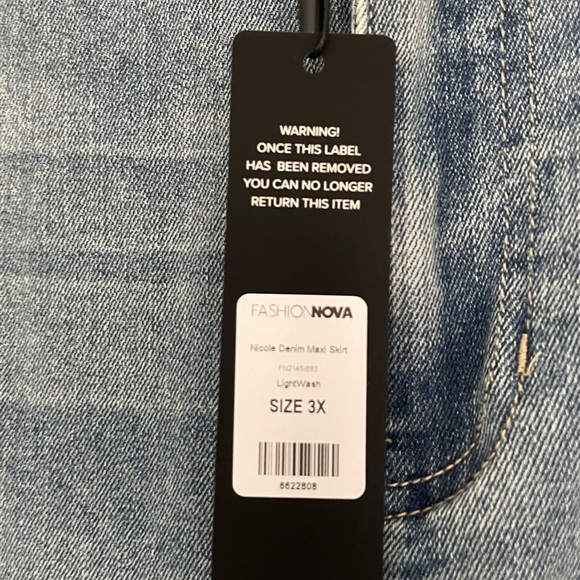 WARNING!
ONCE THIS LABEL
HAS BEEN REMOVED
YOU CAN NO LONGER
RETURN THIS ITEM
FASHIONNOVA
Nicole Denim Maxi Skirt
LightWash
SIZE 3X
6622808